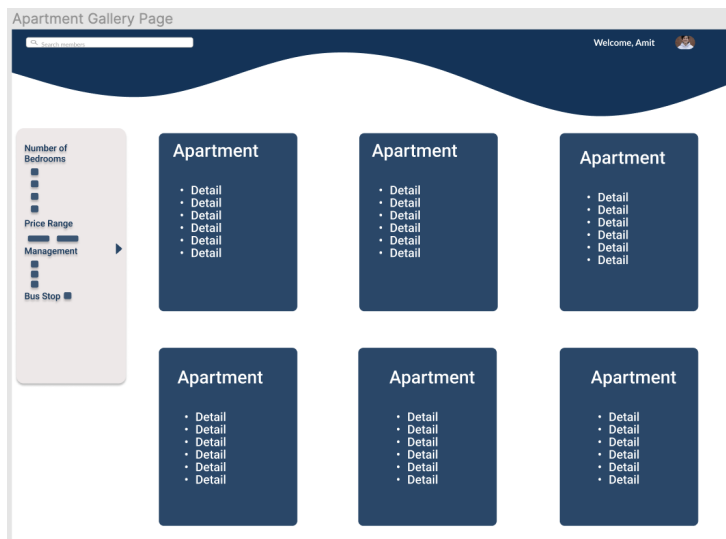 Apartment Gallery Page
Search members
Welcome, Amit
Number of
Bedrooms
Price Range
Management
Bus Stop
Apartment
• Detail
• Detail
• Detail
• Detail
• Detail
• Detail
Apartment
• Detail
• Detail
• Detail
• Detail
• Detail
• Detail
Apartment
• Detail
• Detail
• Detail
• Detail
• Detail
• Detail
Apartment
• Detail
• Detail
• Detail
• Detail
• Detail
• Detail
Apartment
• Detail
• Detail
• Detail
• Detail
• Detail
• Detail
Apartment
• Detail
• Detail
• Detail
• Detail
• Detail
• Detail